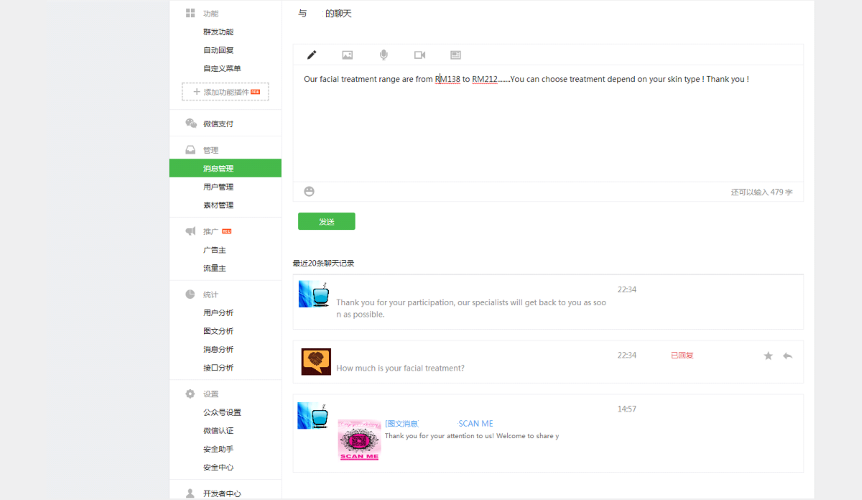 功能
群发功能
自动回复
自定义菜单
添加功能插件
微信支付
管理
消息管理
用户管理
素材管理
推广
广告主
流量主
统计
用户分析
图文分析
消息分析
接口分析
设置
公众号设置
微信认证
安全助手
安全中心
开发者中心
与 的聊天
Our facial treatment range are from RM138 to RM212......You can choose treatment depend on your skin type ! Thank you !
还可以输入 479 字
发送
最近20条聊天记录
22:34
Thank you for your participation, our specialists will get back to you as soo
n as possible.
22:34 已回复
How much is your facial treatment?
14:57
[图文消息] SCAN ME
Thank you for your attention to us! Welcome to share y
SCAN ME